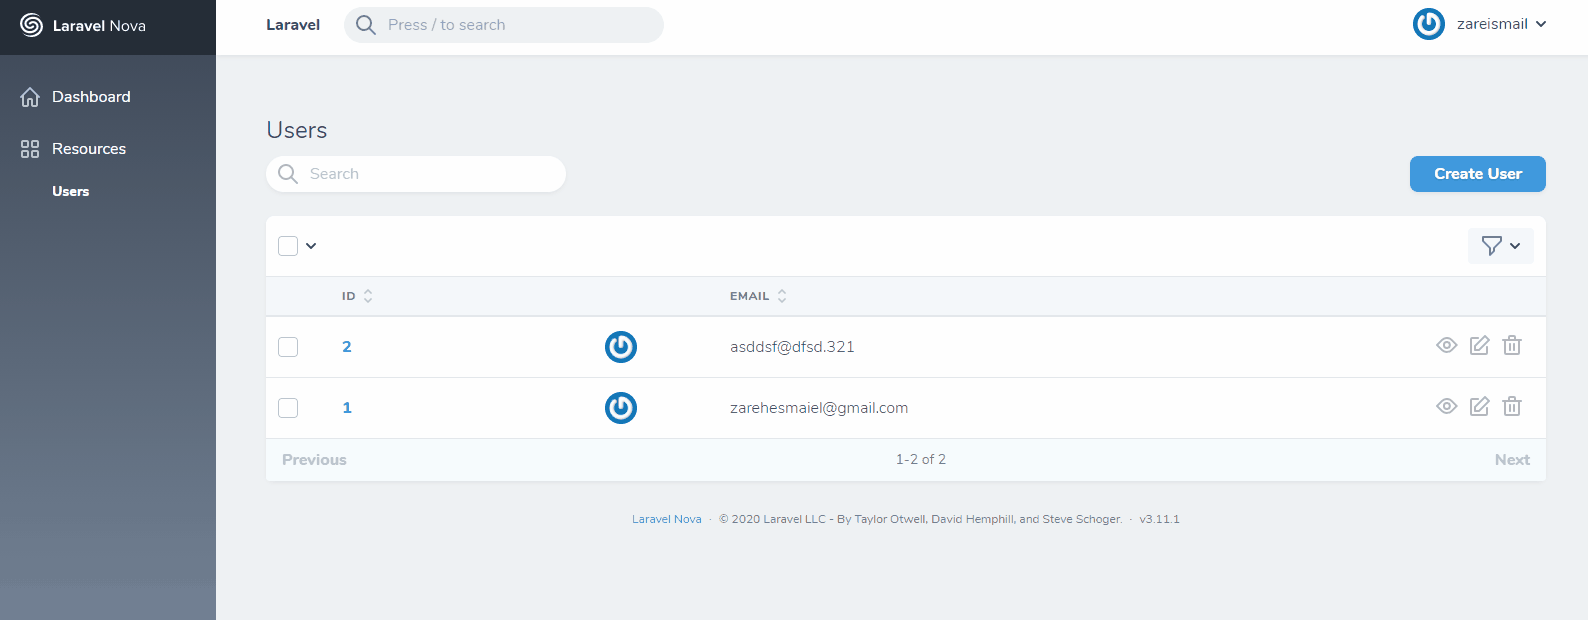 Laravel Nova
Laravel
Press / to search
zareismail
Dashboard
Resources
Users
Users
Search
Create User
ID
EMAIL
2
asddsf@dfsd.321
1
zarehesmaiel@gmail.com
Previous
1-2 of 2
Next
Laravel Nova · © 2020 Laravel LLC - By Taylor Otwell, David Hemphill, and Steve Schoger. · v3.11.1